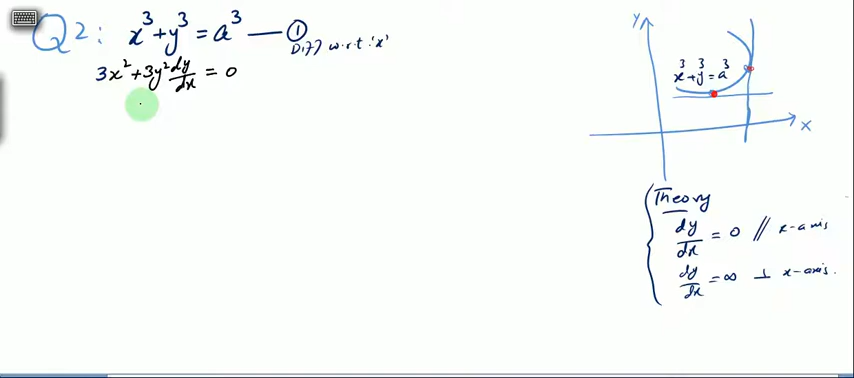 Q2: x³ + y³ = a³ — ①
Diff w.r.t 'x'
3x² + 3y² dy/dx = 0
Y
x³ + y³ = a³
X
Theory
dy/dx = 0 // x-axis
dy/dx = ∞ ⊥ x-axis.